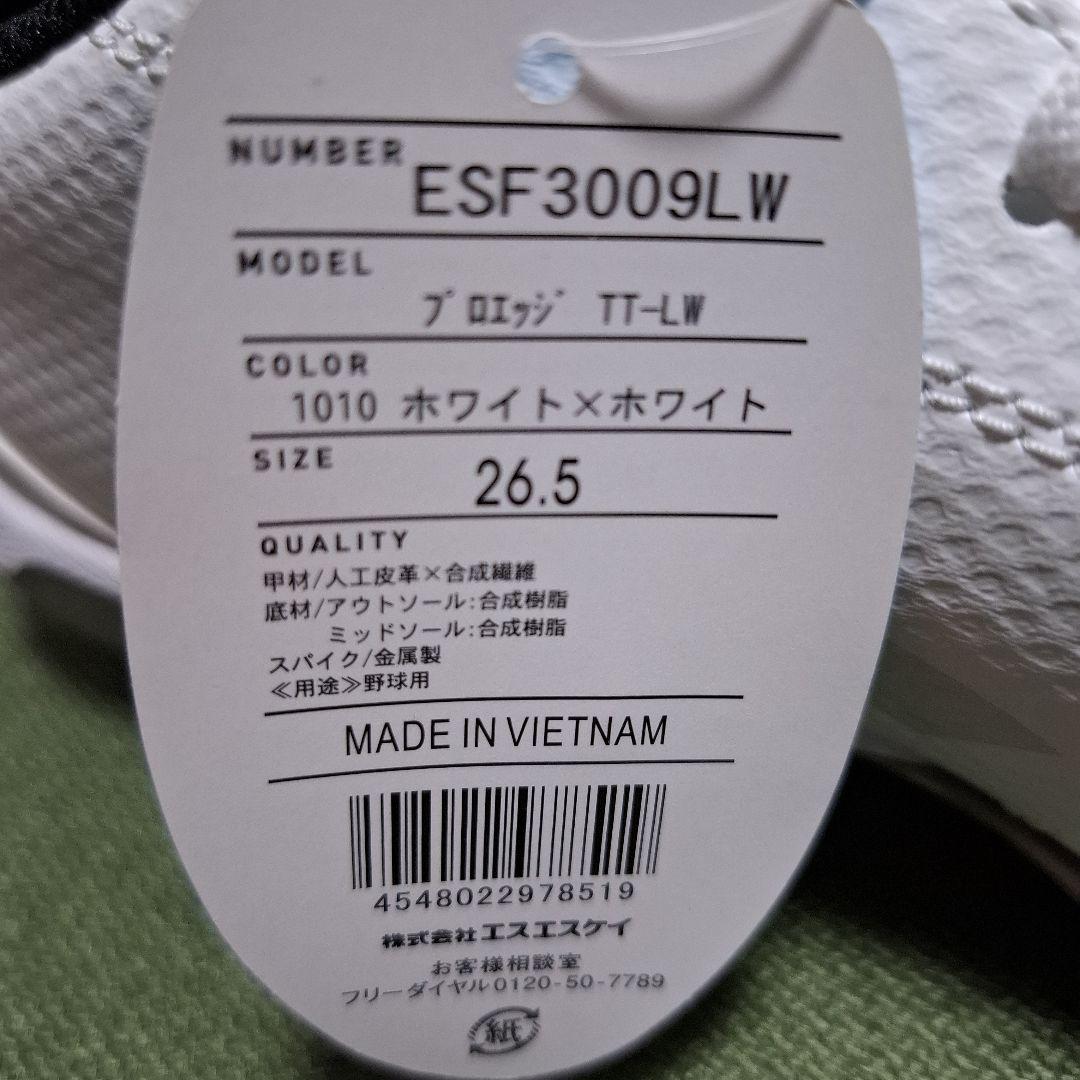 NUMBER
ESF3009LW
MODEL
プロエッジ TT-LW
COLOR
1010 ホワイト×ホワイト
SIZE
26.5
QUALITY
甲材/人工皮革×合成繊維
底材/アウトソール:合成樹脂
ミッドソール:合成樹脂
スパイク/金属製
≪用途≫野球用
MADE IN VIETNAM
4548022978519
株式会社エスエスケイ
お客様相談室
フリーダイヤル0120-50-7789
紙